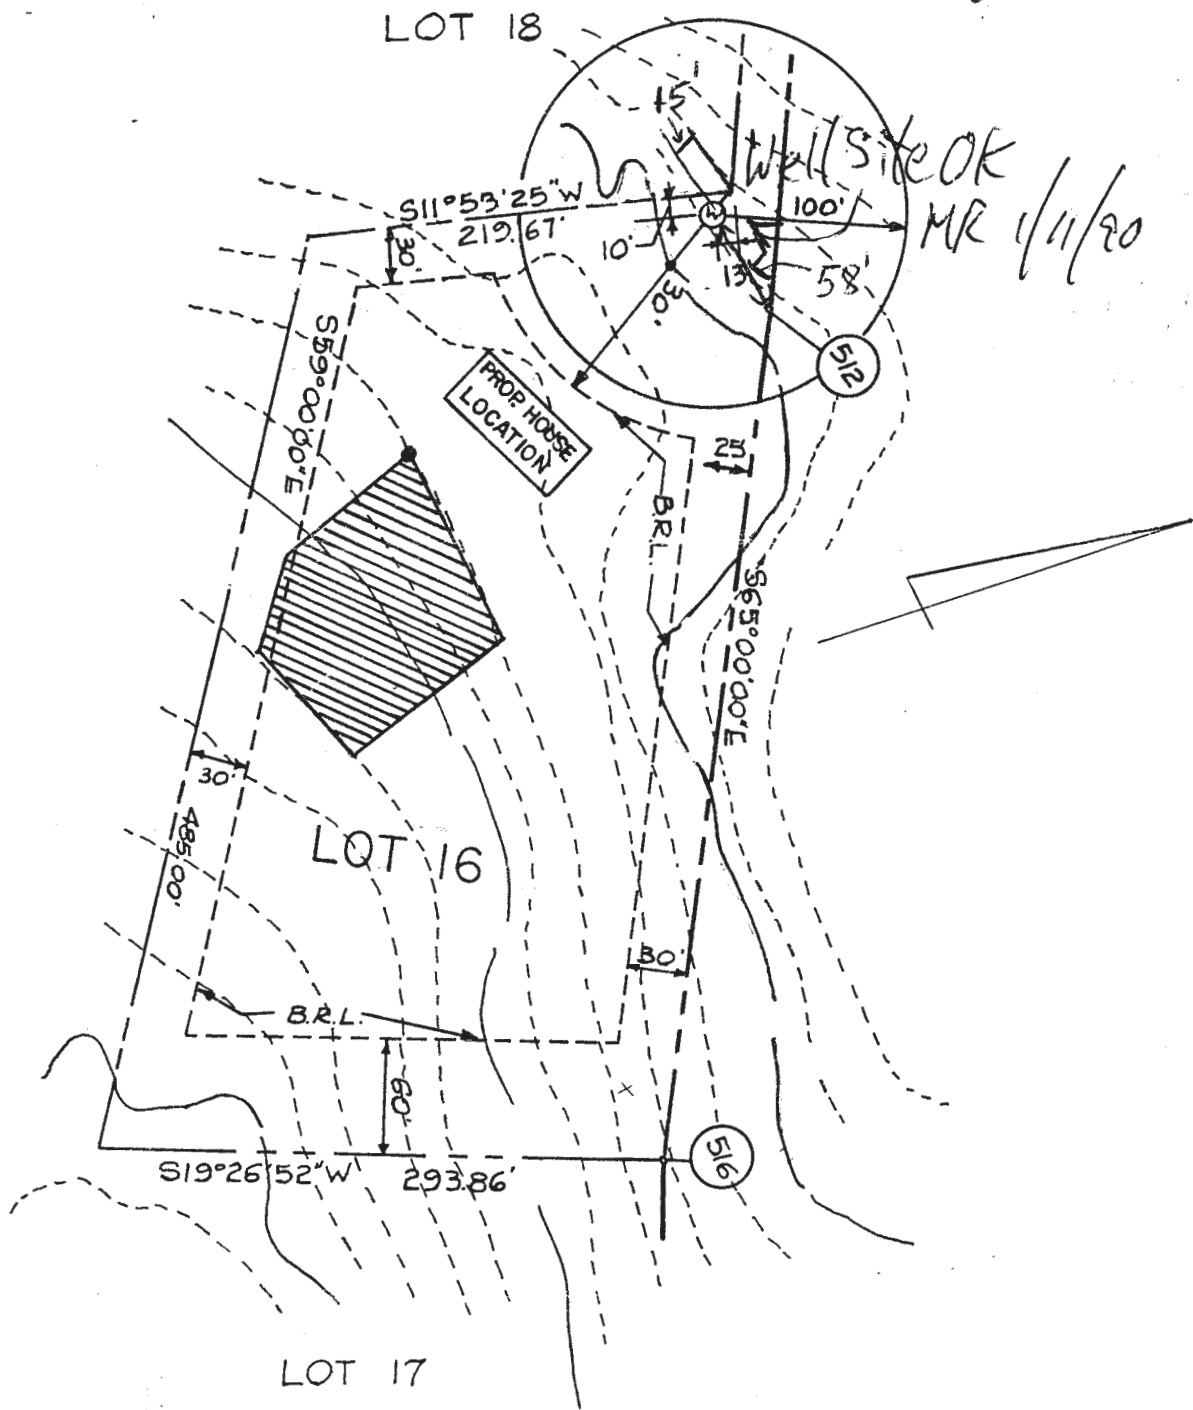 LOT 18
15'
Well Site OK
S11°53'25"W
219.67'
100'
MR 1/11/90
30'
10'
13'
58'
30'
512
S59°00'00"E
PROP. HOUSE
LOCATION
25'
B.R.L.
S65°00'00"E
30'
485.00'
LOT 16
30'
B.R.L.
60'
S19°26'52"W
293.86'
516
LOT 17